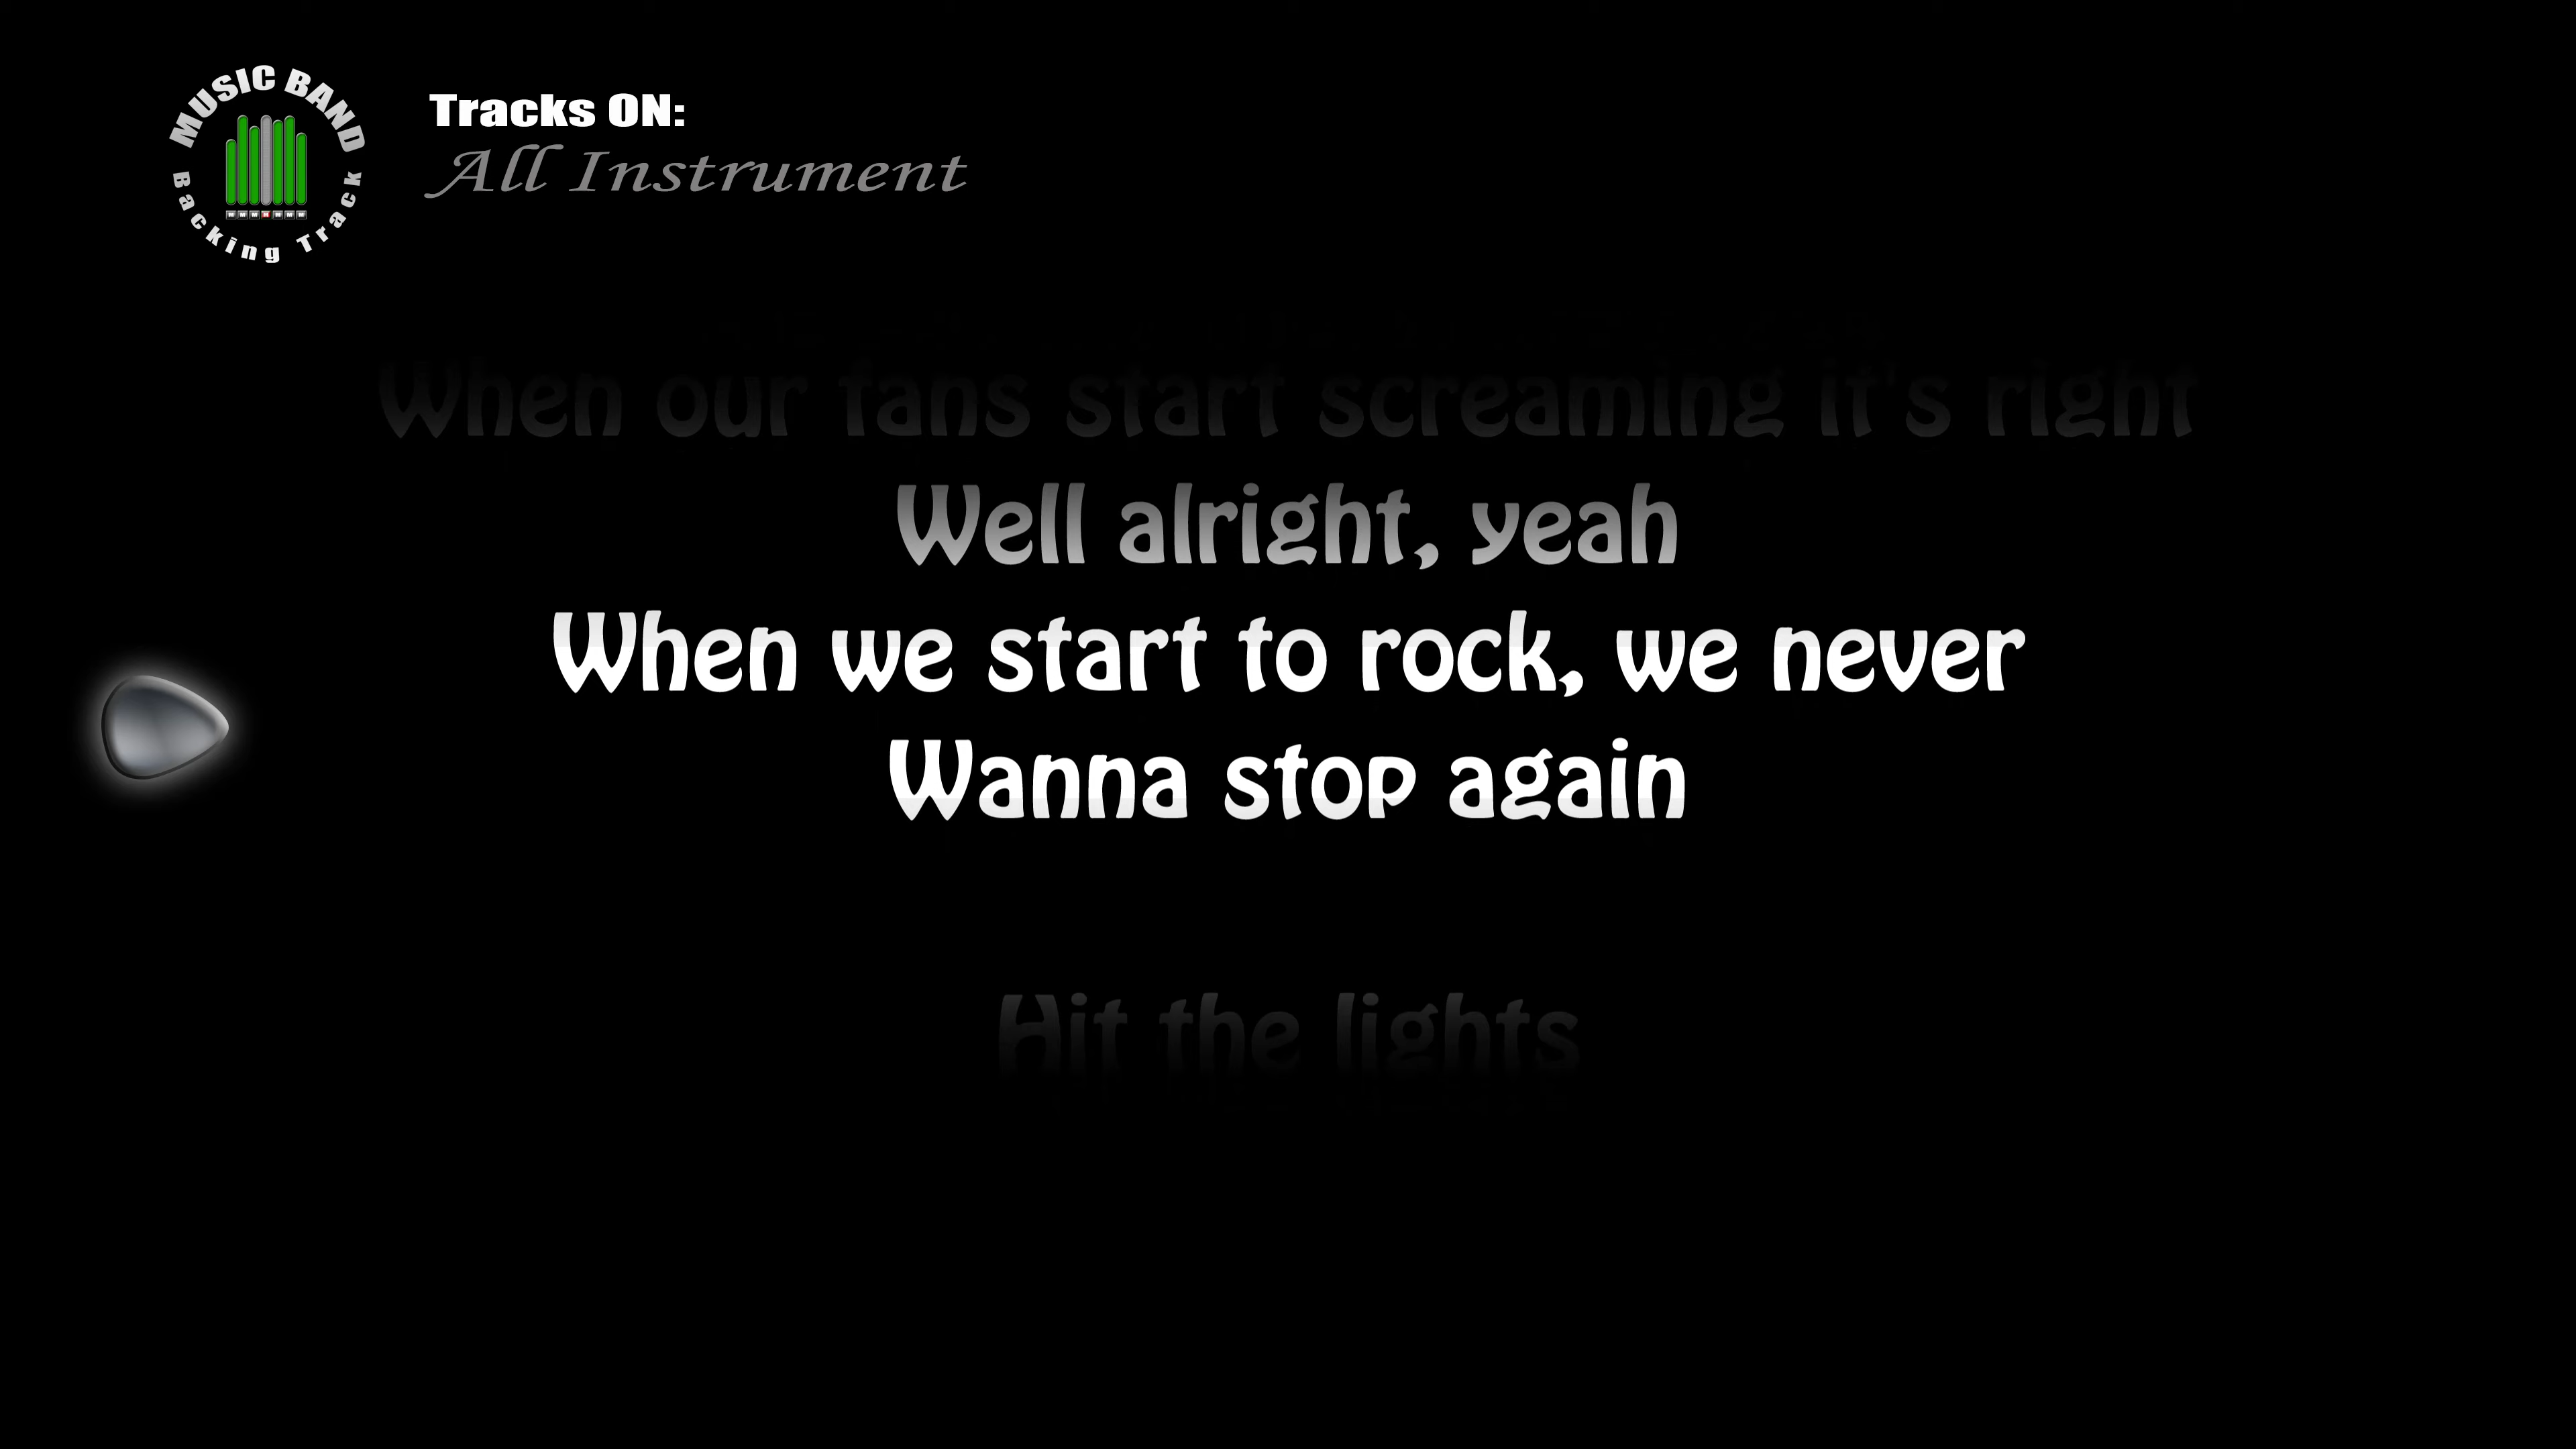 MUSIC BAND
Backing Track
Tracks ON:
All Instrument
When our fans start screaming it's right
Well alright, yeah
When we start to rock, we never
Wanna stop again
Hit the lights